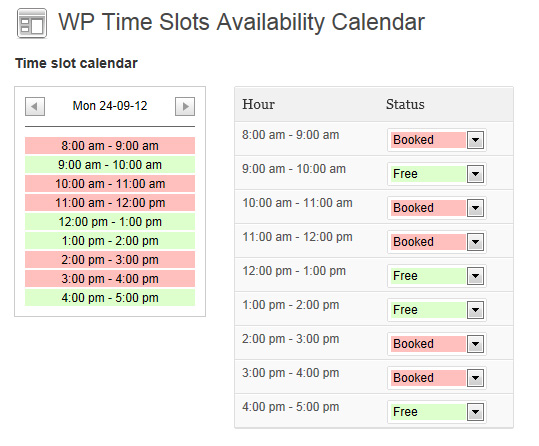 WP Time Slots Availability Calendar
Time slot calendar
Mon 24-09-12
8:00 am - 9:00 am
9:00 am - 10:00 am
10:00 am - 11:00 am
11:00 am - 12:00 pm
12:00 pm - 1:00 pm
1:00 pm - 2:00 pm
2:00 pm - 3:00 pm
3:00 pm - 4:00 pm
4:00 pm - 5:00 pm
Hour Status
8:00 am - 9:00 am Booked
9:00 am - 10:00 am Free
10:00 am - 11:00 am Booked
11:00 am - 12:00 pm Booked
12:00 pm - 1:00 pm Free
1:00 pm - 2:00 pm Free
2:00 pm - 3:00 pm Booked
3:00 pm - 4:00 pm Booked
4:00 pm - 5:00 pm Free